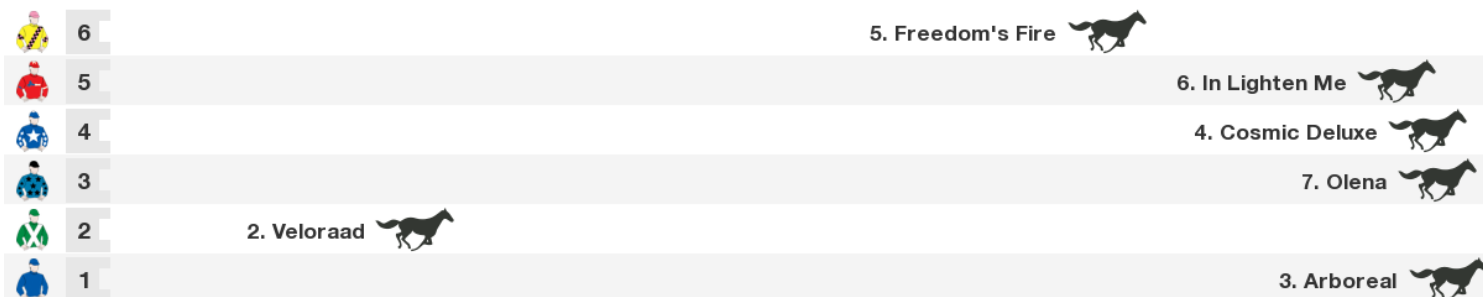 6 5. Freedom's Fire
5 6. In Lighten Me
4 4. Cosmic Deluxe
3 7. Olena
2 2. Veloraad
1 3. Arboreal